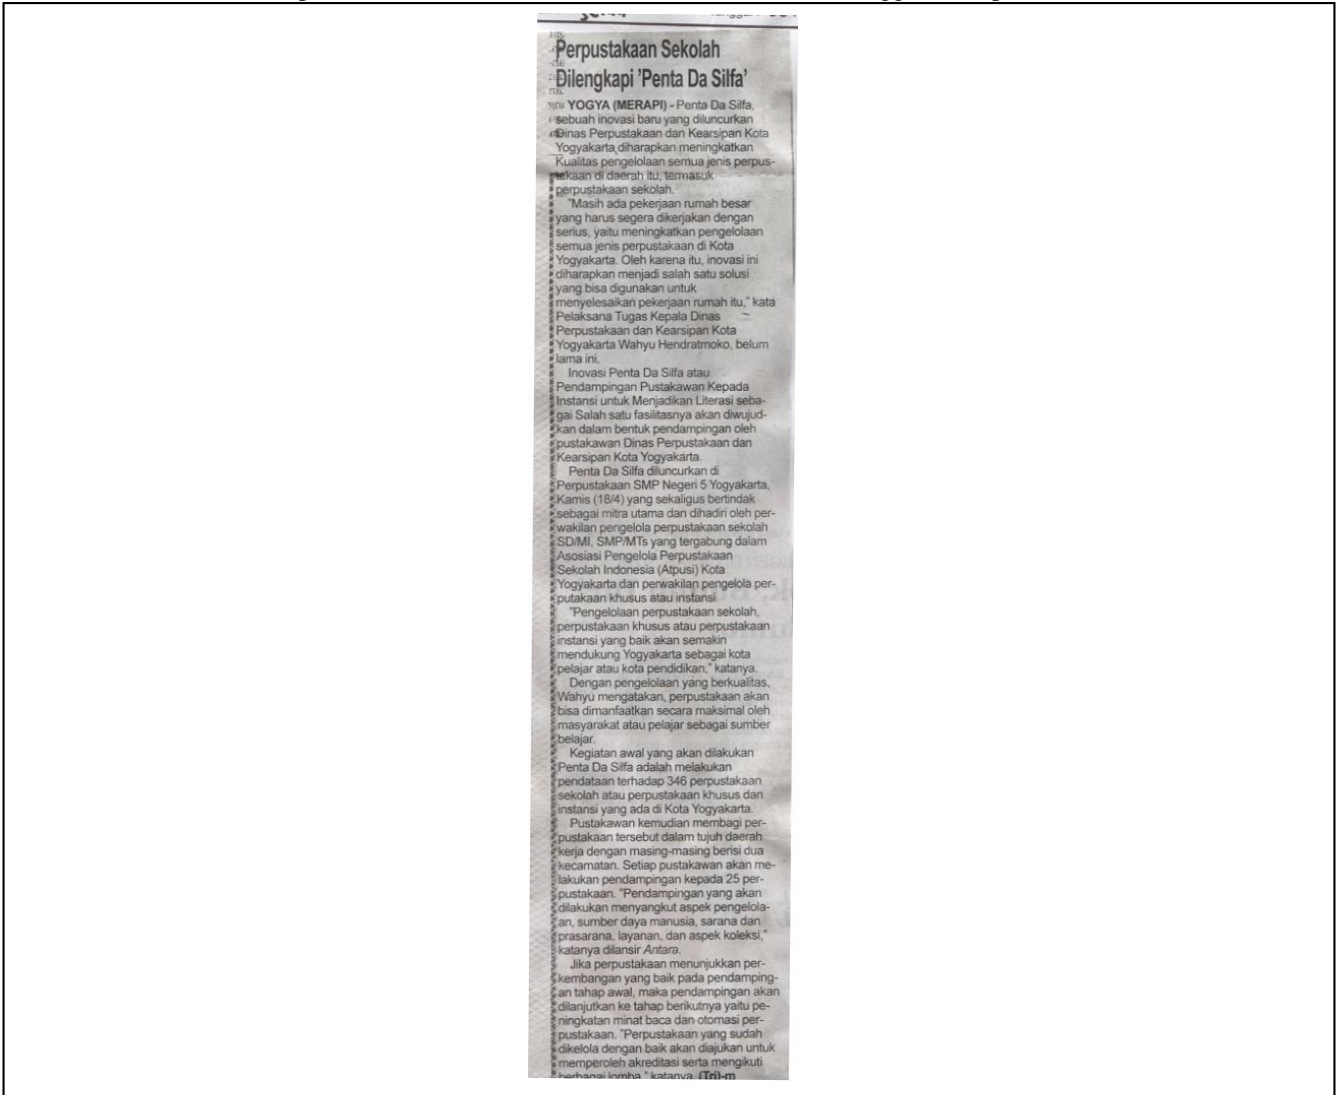 Perpustakaan Sekolah
Dilengkapi 'Penta Da Silfa'
YOGYA (MERAPI) - Penta Da Silfa,
sebuah inovasi baru yang diluncurkan
Dinas Perpustakaan dan Kearsipan Kota
Yogyakarta diharapkan meningkatkan
Kualitas pengelolaan semua jenis perpus-
takaan di daerah itu, termasuk
perpustakaan sekolah.
"Masih ada pekerjaan rumah besar
yang harus segera dikerjakan dengan
serius, yaitu meningkatkan pengelolaan
semua jenis perpustakaan di Kota
Yogyakarta. Oleh karena itu, inovasi ini
diharapkan menjadi salah satu solusi
yang bisa digunakan untuk
menyelesaikan pekerjaan rumah itu," kata
Pelaksana Tugas Kepala Dinas
Perpustakaan dan Kearsipan Kota
Yogyakarta Wahyu Hendratmoko, belum
lama ini.
Inovasi Penta Da Silfa atau
Pendampingan Pustakawan Kepada
Instansi untuk Menjadikan Literasi seba-
gai Salah satu fasilitasnya akan diwujud-
kan dalam bentuk pendampingan oleh
pustakawan Dinas Perpustakaan dan
Kearsipan Kota Yogyakarta.
Penta Da Silfa diluncurkan di
Perpustakaan SMP Negeri 5 Yogyakarta,
Kamis (18/4) yang sekaligus bertindak
sebagai mitra utama dan dihadiri oleh per-
wakilan pengelola perpustakaan sekolah
SD/MI, SMP/MTs yang tergabung dalam
Asosiasi Pengelola Perpustakaan
Sekolah Indonesia (Atpusi) Kota
Yogyakarta dan perwakilan pengelola per-
putakaan khusus atau instansi.
"Pengelolaan perpustakaan sekolah,
perpustakaan khusus atau perpustakaan
instansi yang baik akan semakin
mendukung Yogyakarta sebagai kota
pelajar atau kota pendidikan," katanya.
Dengan pengelolaan yang berkualitas,
Wahyu mengatakan, perpustakaan akan
bisa dimanfaatkan secara maksimal oleh
masyarakat atau pelajar sebagai sumber
belajar.
Kegiatan awal yang akan dilakukan
Penta Da Silfa adalah melakukan
pendataan terhadap 346 perpustakaan
sekolah atau perpustakaan khusus dan
instansi yang ada di Kota Yogyakarta.
Pustakawan kemudian membagi per-
pustakaan tersebut dalam tujuh daerah
kerja dengan masing-masing berisi dua
kecamatan. Setiap pustakawan akan me-
lakukan pendampingan kepada 25 per-
pustakaan. "Pendampingan yang akan
dilakukan menyangkut aspek pengelola-
an, sumber daya manusia, sarana dan
prasarana, layanan, dan aspek koleksi,"
katanya dilansir Antara.
Jika perpustakaan menunjukkan per-
kembangan yang baik pada pendamping-
an tahap awal, maka pendampingan akan
dilanjutkan ke tahap berikutnya yaitu pe-
ningkatan minat baca dan otomasi per-
pustakaan. "Perpustakaan yang sudah
dikelola dengan baik akan diajukan untuk
memperoleh akreditasi serta mengikuti
berbagai lomba," katanya. (Tri)-m